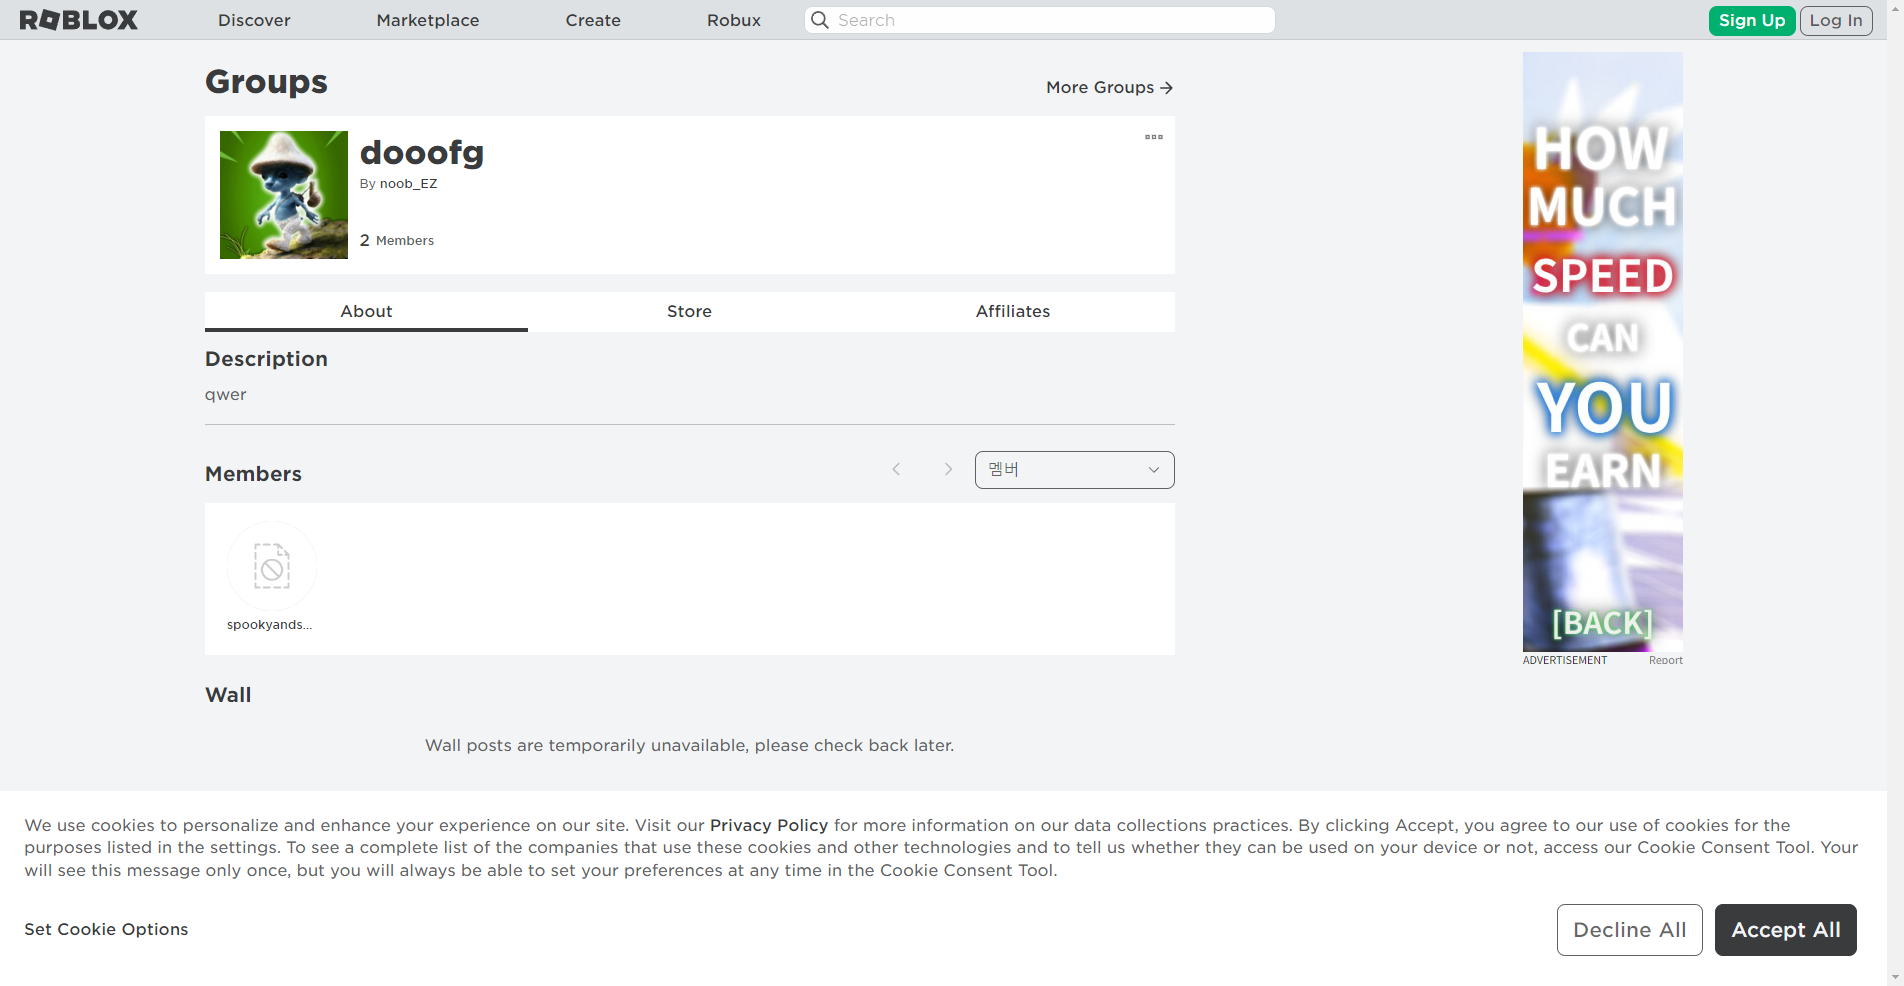 ROBLOX
Discover
Marketplace
Create
Robux
Search
Sign Up
Log In
Groups
More Groups
dooofg
By noob_EZ
2 Members
About
Store
Affiliates
Description
qwer
Members
멤버
spookyands...
Wall
Wall posts are temporarily unavailable, please check back later.
HOW
MUCH
SPEED
CAN
YOU
EARN
[BACK]
ADVERTISEMENT
Report
We use cookies to personalize and enhance your experience on our site. Visit our Privacy Policy for more information on our data collections practices. By clicking Accept, you agree to our use of cookies for the
purposes listed in the settings. To see a complete list of the companies that use these cookies and other technologies and to tell us whether they can be used on your device or not, access our Cookie Consent Tool. Your
will see this message only once, but you will always be able to set your preferences at any time in the Cookie Consent Tool.
Set Cookie Options
Decline All
Accept All